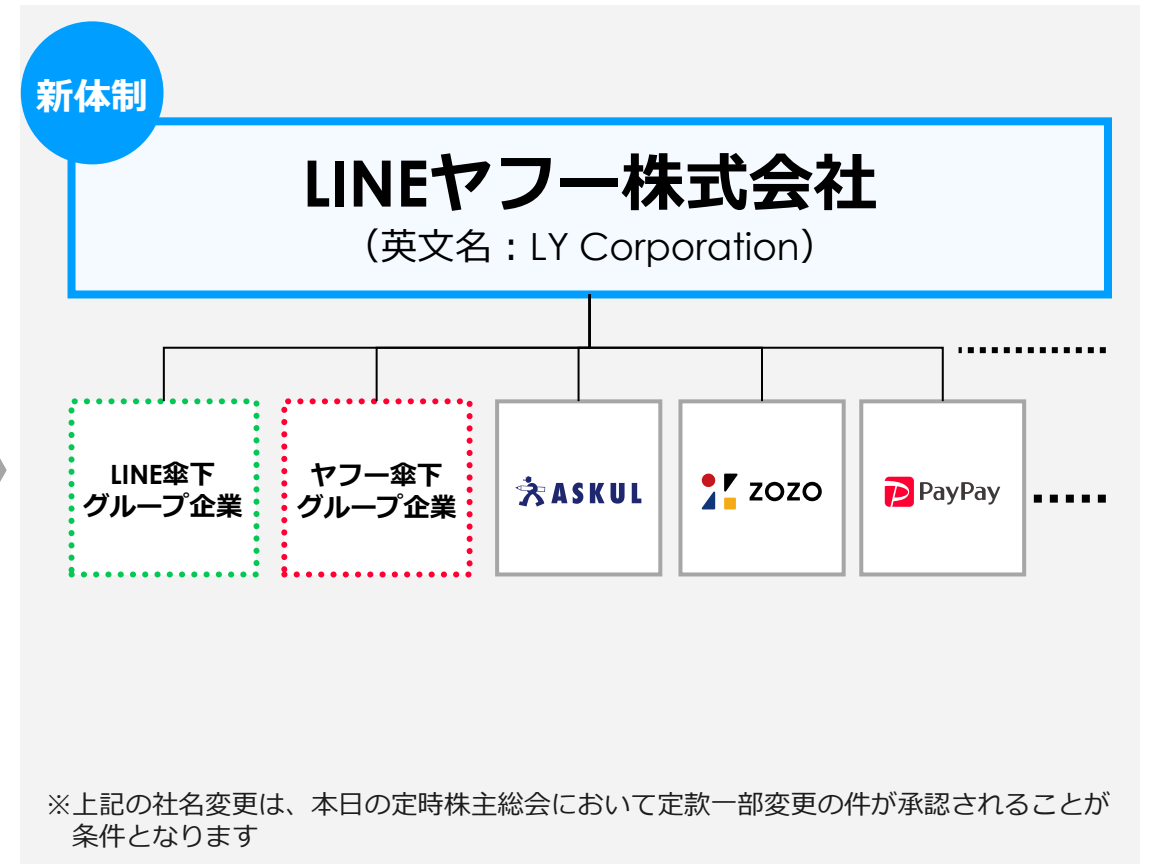 新体制
LINEヤフー株式会社
（英文名：LY Corporation）
LINE傘下
グループ企業
ヤフー傘下
グループ企業
ASKUL
ZOZO
PayPay
※上記の社名変更は、本日の定時株主総会において定款一部変更の件が承認されることが
条件となります